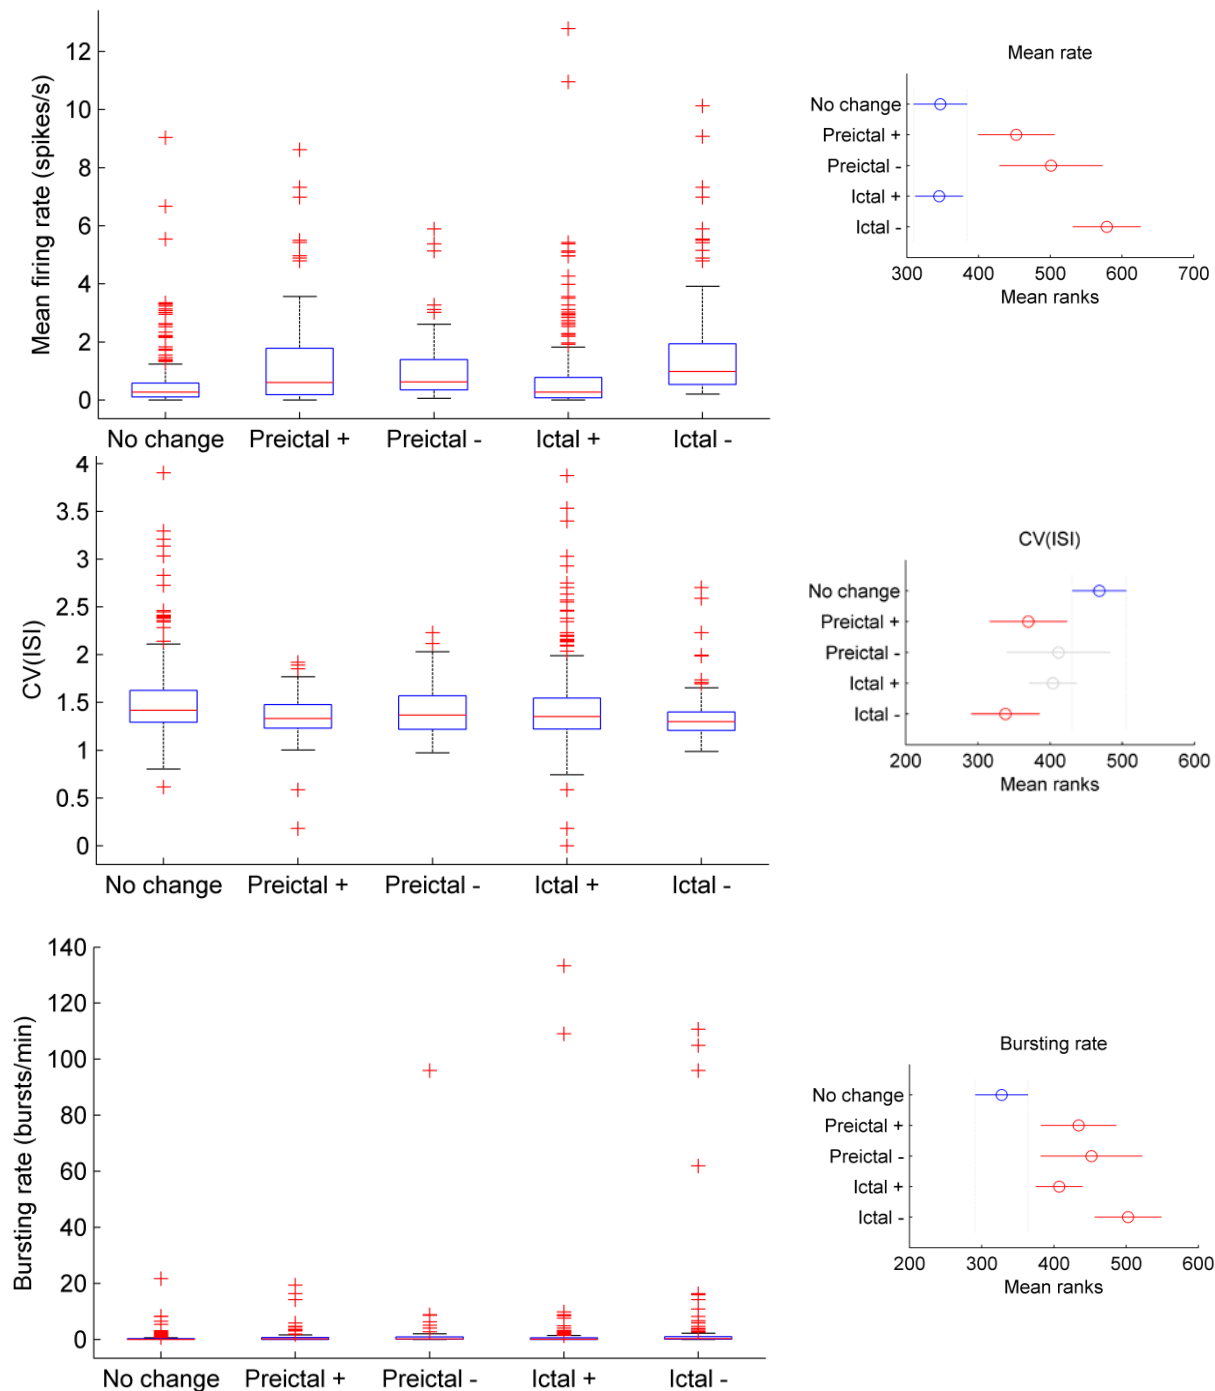 Mean firing rate (spikes/s)
12
10
8
6
4
2
0
No change Preictal + Preictal - Ictal + Ictal -
Mean rate
No change
Preictal +
Preictal -
Ictal +
Ictal -
300 400 500 600 700
Mean ranks
CV(ISI)
4
3.5
3
2.5
2
1.5
1
0.5
0
No change Preictal + Preictal - Ictal + Ictal -
CV(ISI)
No change
Preictal +
Preictal -
Ictal +
Ictal -
200 300 400 500 600
Mean ranks
Bursting rate (bursts/min)
140
120
100
80
60
40
20
0
No change Preictal + Preictal - Ictal + Ictal -
Bursting rate
No change
Preictal +
Preictal -
Ictal +
Ictal -
200 300 400 500 600
Mean ranks